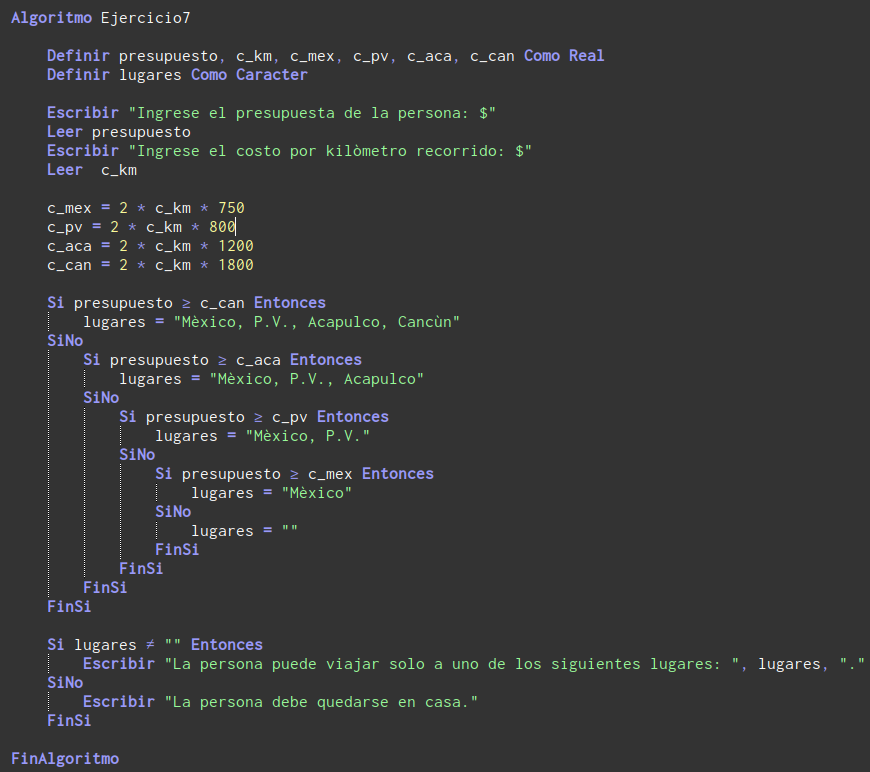 Algoritmo Ejercicio7
Definir presupuesto, c_km, c_mex, c_pv, c_aca, c_can Como Real
Definir lugares Como Caracter
Escribir "Ingrese el presupuesta de la persona: $"
Leer presupuesto
Escribir "Ingrese el costo por kilòmetro recorrido: $"
Leer  c_km
c_mex = 2 * c_km * 750
c_pv = 2 * c_km * 800
c_aca = 2 * c_km * 1200
c_can = 2 * c_km * 1800
Si presupuesto ≥ c_can Entonces
lugares = "Mèxico, P.V., Acapulco, Cancùn"
SiNo
Si presupuesto ≥ c_aca Entonces
lugares = "Mèxico, P.V., Acapulco"
SiNo
Si presupuesto ≥ c_pv Entonces
lugares = "Mèxico, P.V."
SiNo
Si presupuesto ≥ c_mex Entonces
lugares = "Mèxico"
SiNo
lugares = ""
FinSi
FinSi
FinSi
FinSi
Si lugares ≠ "" Entonces
Escribir "La persona puede viajar solo a uno de los siguientes lugares: ", lugares, "."
SiNo
Escribir "La persona debe quedarse en casa."
FinSi
FinAlgoritmo